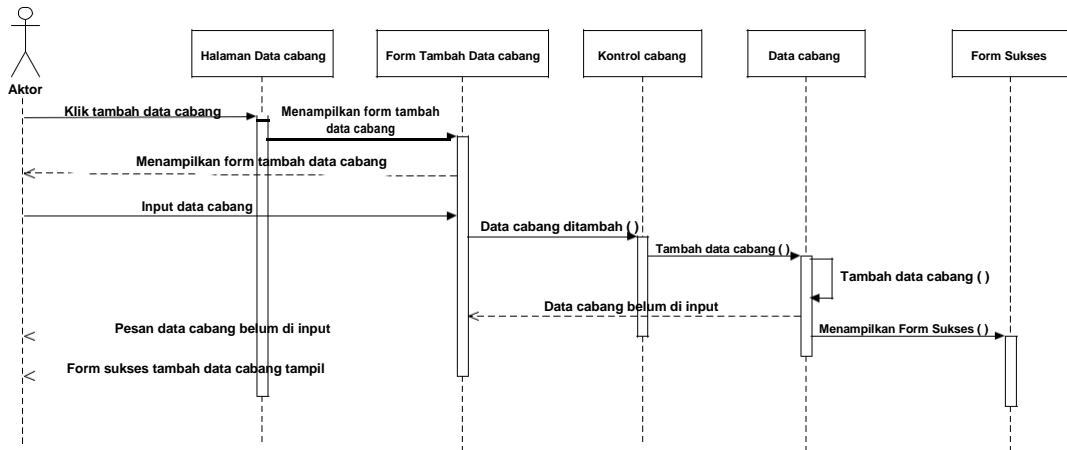 Halaman Data cabang
Form Tambah Data cabang
Kontrol cabang
Data cabang
Form Sukses
Aktor
Klik tambah data cabang
Menampilkan form tambah
data cabang
Menampilkan form tambah data cabang
Input data cabang
Data cabang ditambah ( )
Tambah data cabang ( )
Tambah data cabang ( )
Data cabang belum di input
Pesan data cabang belum di input
Menampilkan Form Sukses ( )
Form sukses tambah data cabang tampil